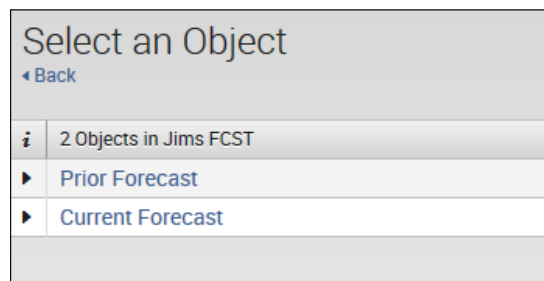 Select an Object
Back
i 2 Objects in Jims FCST
Prior Forecast
Current Forecast